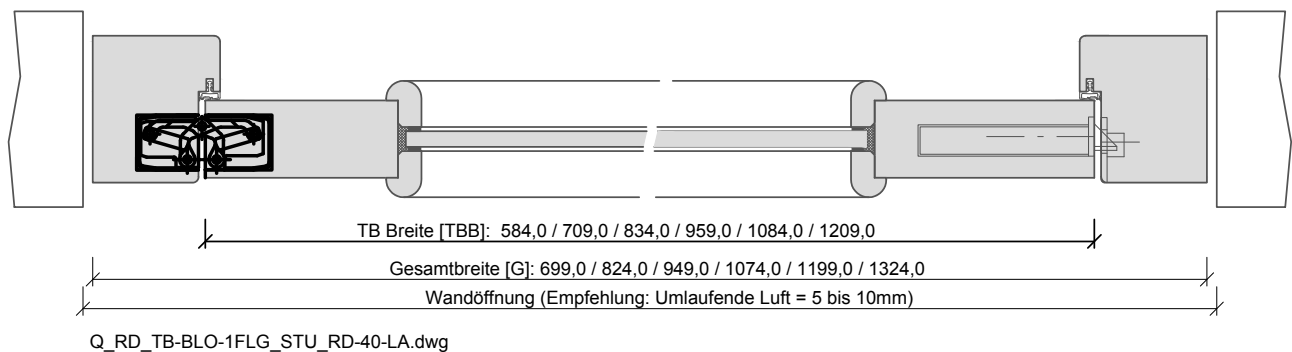 TB Breite [TBB]: 584,0 / 709,0 / 834,0 / 959,0 / 1084,0 / 1209,0
Gesamtbreite [G]: 699,0 / 824,0 / 949,0 / 1074,0 / 1199,0 / 1324,0
Wandöffnung (Empfehlung: Umlaufende Luft = 5 bis 10mm)
Q_RD_TB-BLO-1FLG_STU_RD-40-LA.dwg